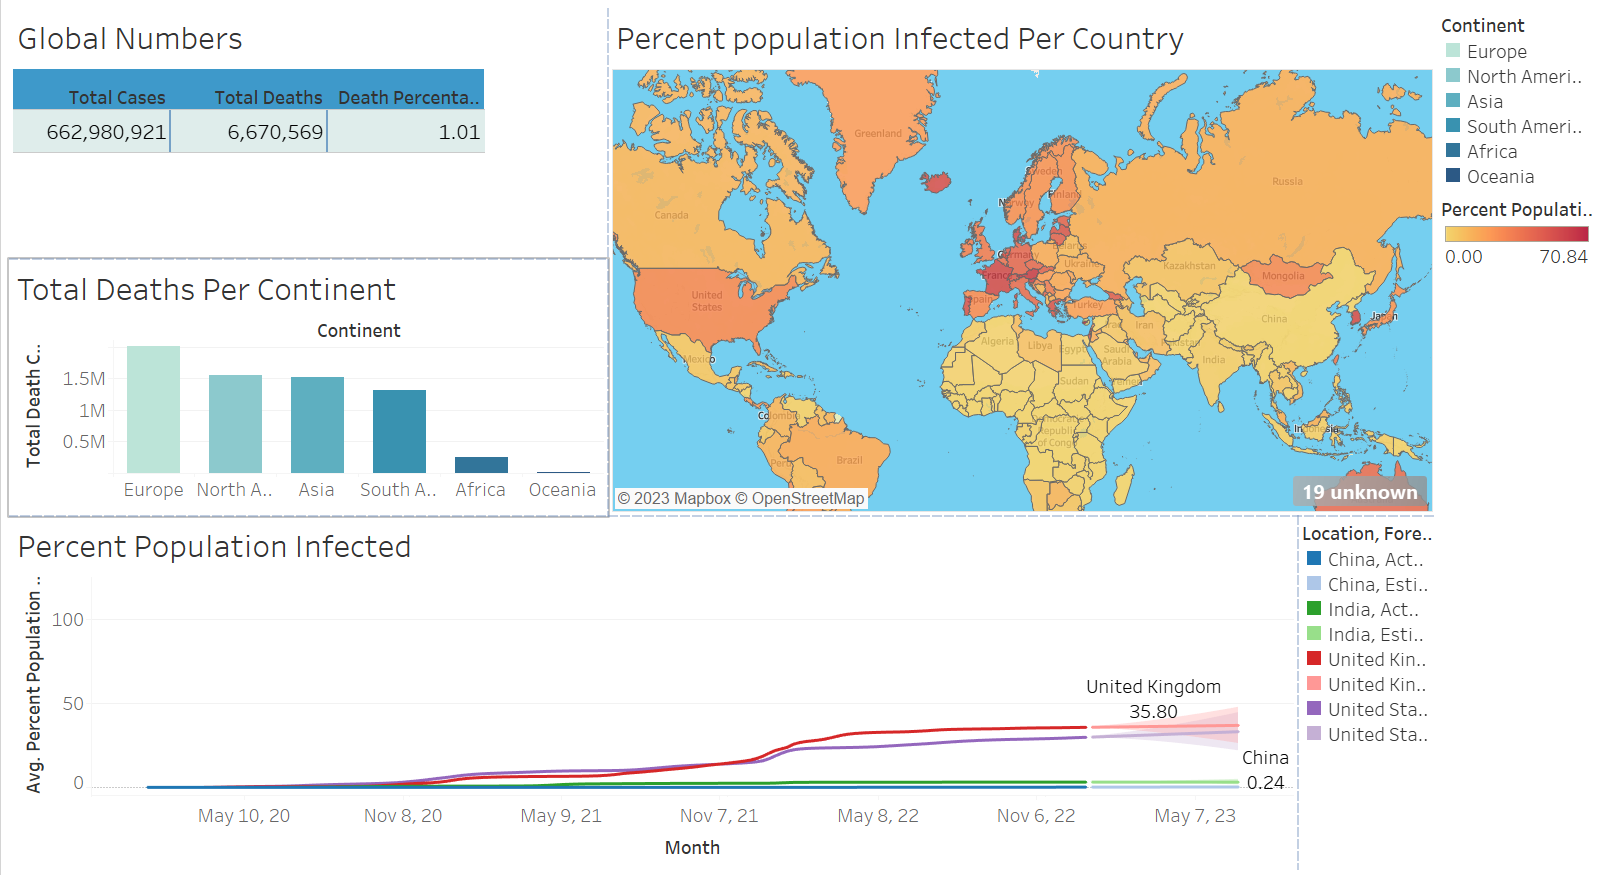 Global Numbers
Total Cases Total Deaths Death Percenta..
662,980,921 6,670,569 1.01
Total Deaths Per Continent
Continent
Total Death C..
1.5M
1M
0.5M
Europe North A.. Asia South A.. Africa Oceania
Percent population Infected Per Country
Greenland
Canada
United
States
Mexico
Colombia
Peru
Brazil
Sweden
Finland
Norway
Russia
Belarus
Germany
Ukraine
France
Spain
Turkey
Kazakhstan
Mongolia
China
Japan
Iraq
Iran
Pakistan
India
Algeria
Libya
Egypt
Saudi
Arabia
Sudan
Yemen
Democratic
Republic
of Congo
Indonesia
© 2023 Mapbox © OpenStreetMap
19 unknown
Continent
Europe
North Ameri..
Asia
South Ameri..
Africa
Oceania
Percent Populati..
0.00 70.84
Percent Population Infected
Avg. Percent Population ..
100
50
0
United Kingdom
35.80
China
0.24
May 10, 20 Nov 8, 20 May 9, 21 Nov 7, 21 May 8, 22 Nov 6, 22 May 7, 23
Month
Location, Fore..
China, Act..
China, Esti..
India, Act..
India, Esti..
United Kin..
United Kin..
United Sta..
United Sta..